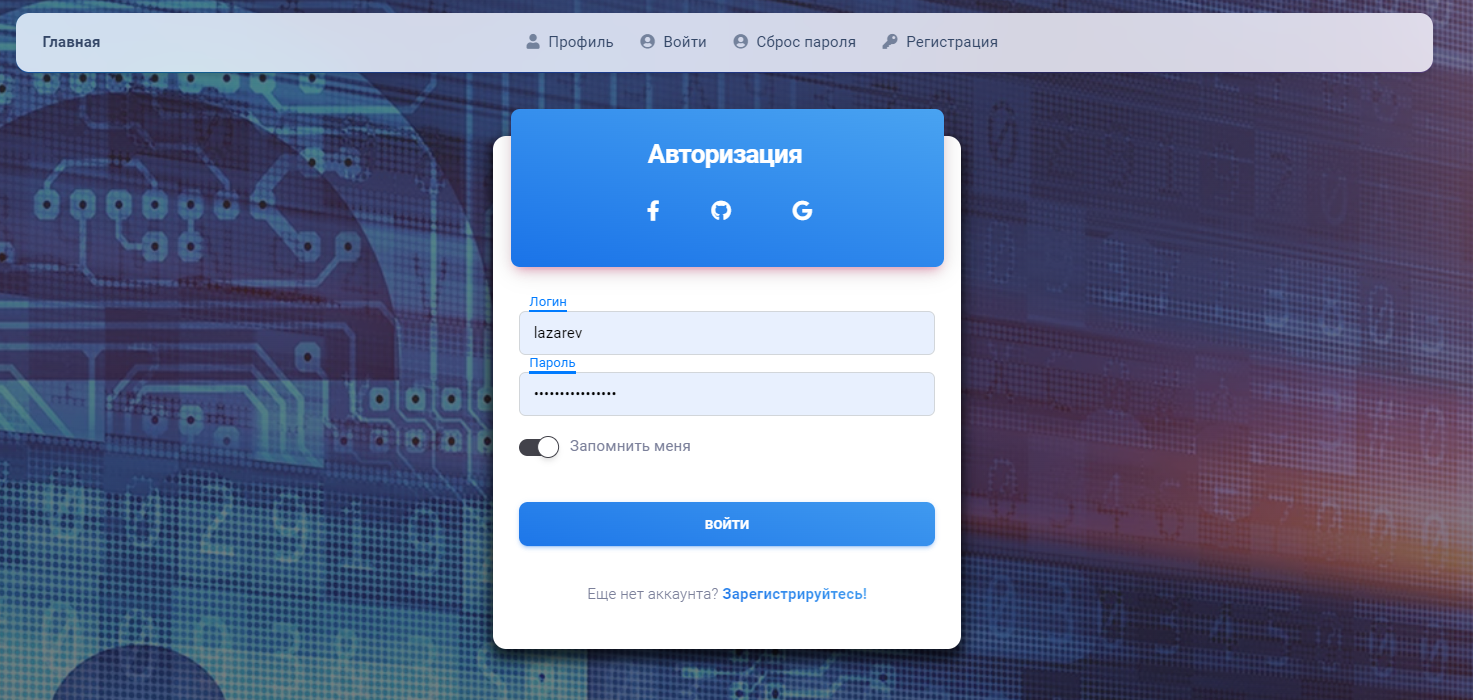 Главная
Профиль
Войти
Сброс пароля
Регистрация
Авторизация
Логин
lazarev
Пароль
••••••••••••••••
Запомнить меня
ВОЙТИ
Еще нет аккаунта? Зарегистрируйтесь!